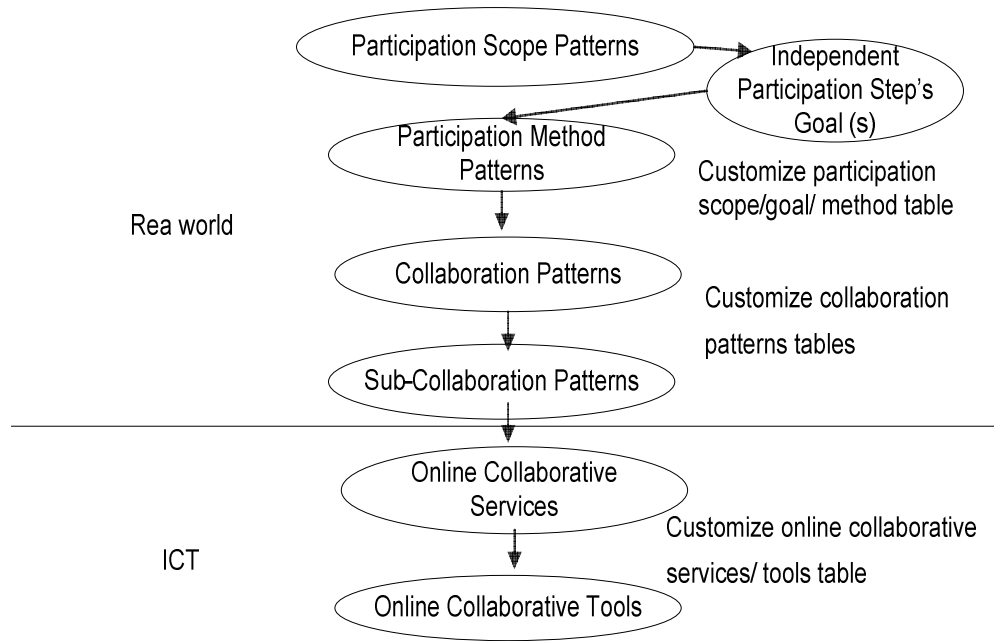 Participation Scope Patterns
Independent
Participation Step's
Goal (s)
Participation Method
Patterns
Customize participation
scope/goal/ method table
Rea world
Collaboration Patterns
Customize collaboration
patterns tables
Sub-Collaboration Patterns
Online Collaborative
Services
Customize online collaborative
services/ tools table
ICT
Online Collaborative Tools